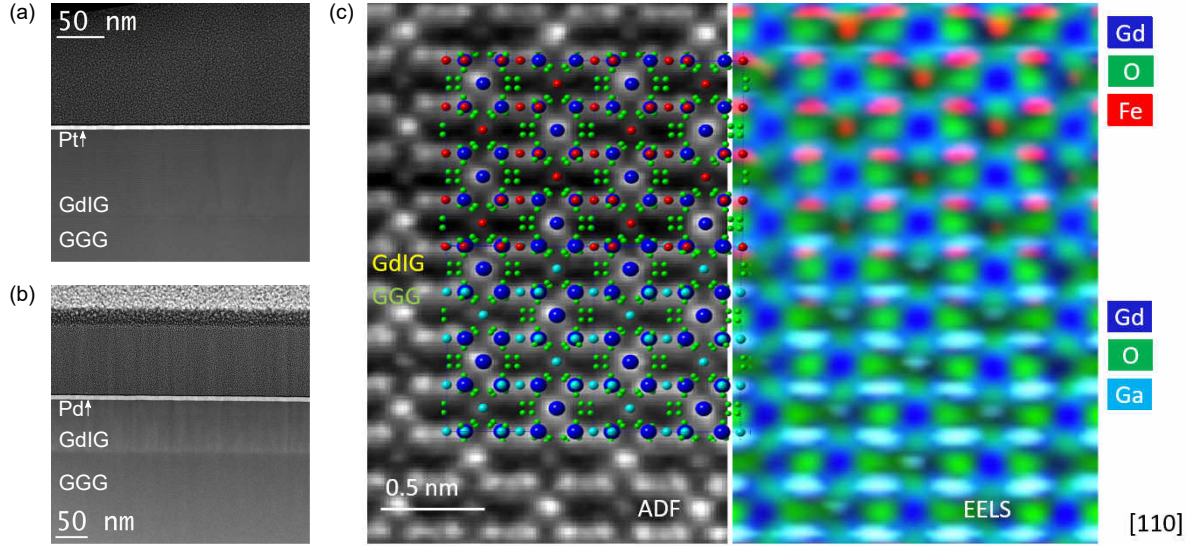 (a)
50 nm
Pt↑
GdIG
GGG
(b)
Pd↑
GdIG
GGG
50 nm
(c)
GdIG
GGG
0.5 nm
ADF
EELS
Gd
O
Fe
Gd
O
Ga
[110]